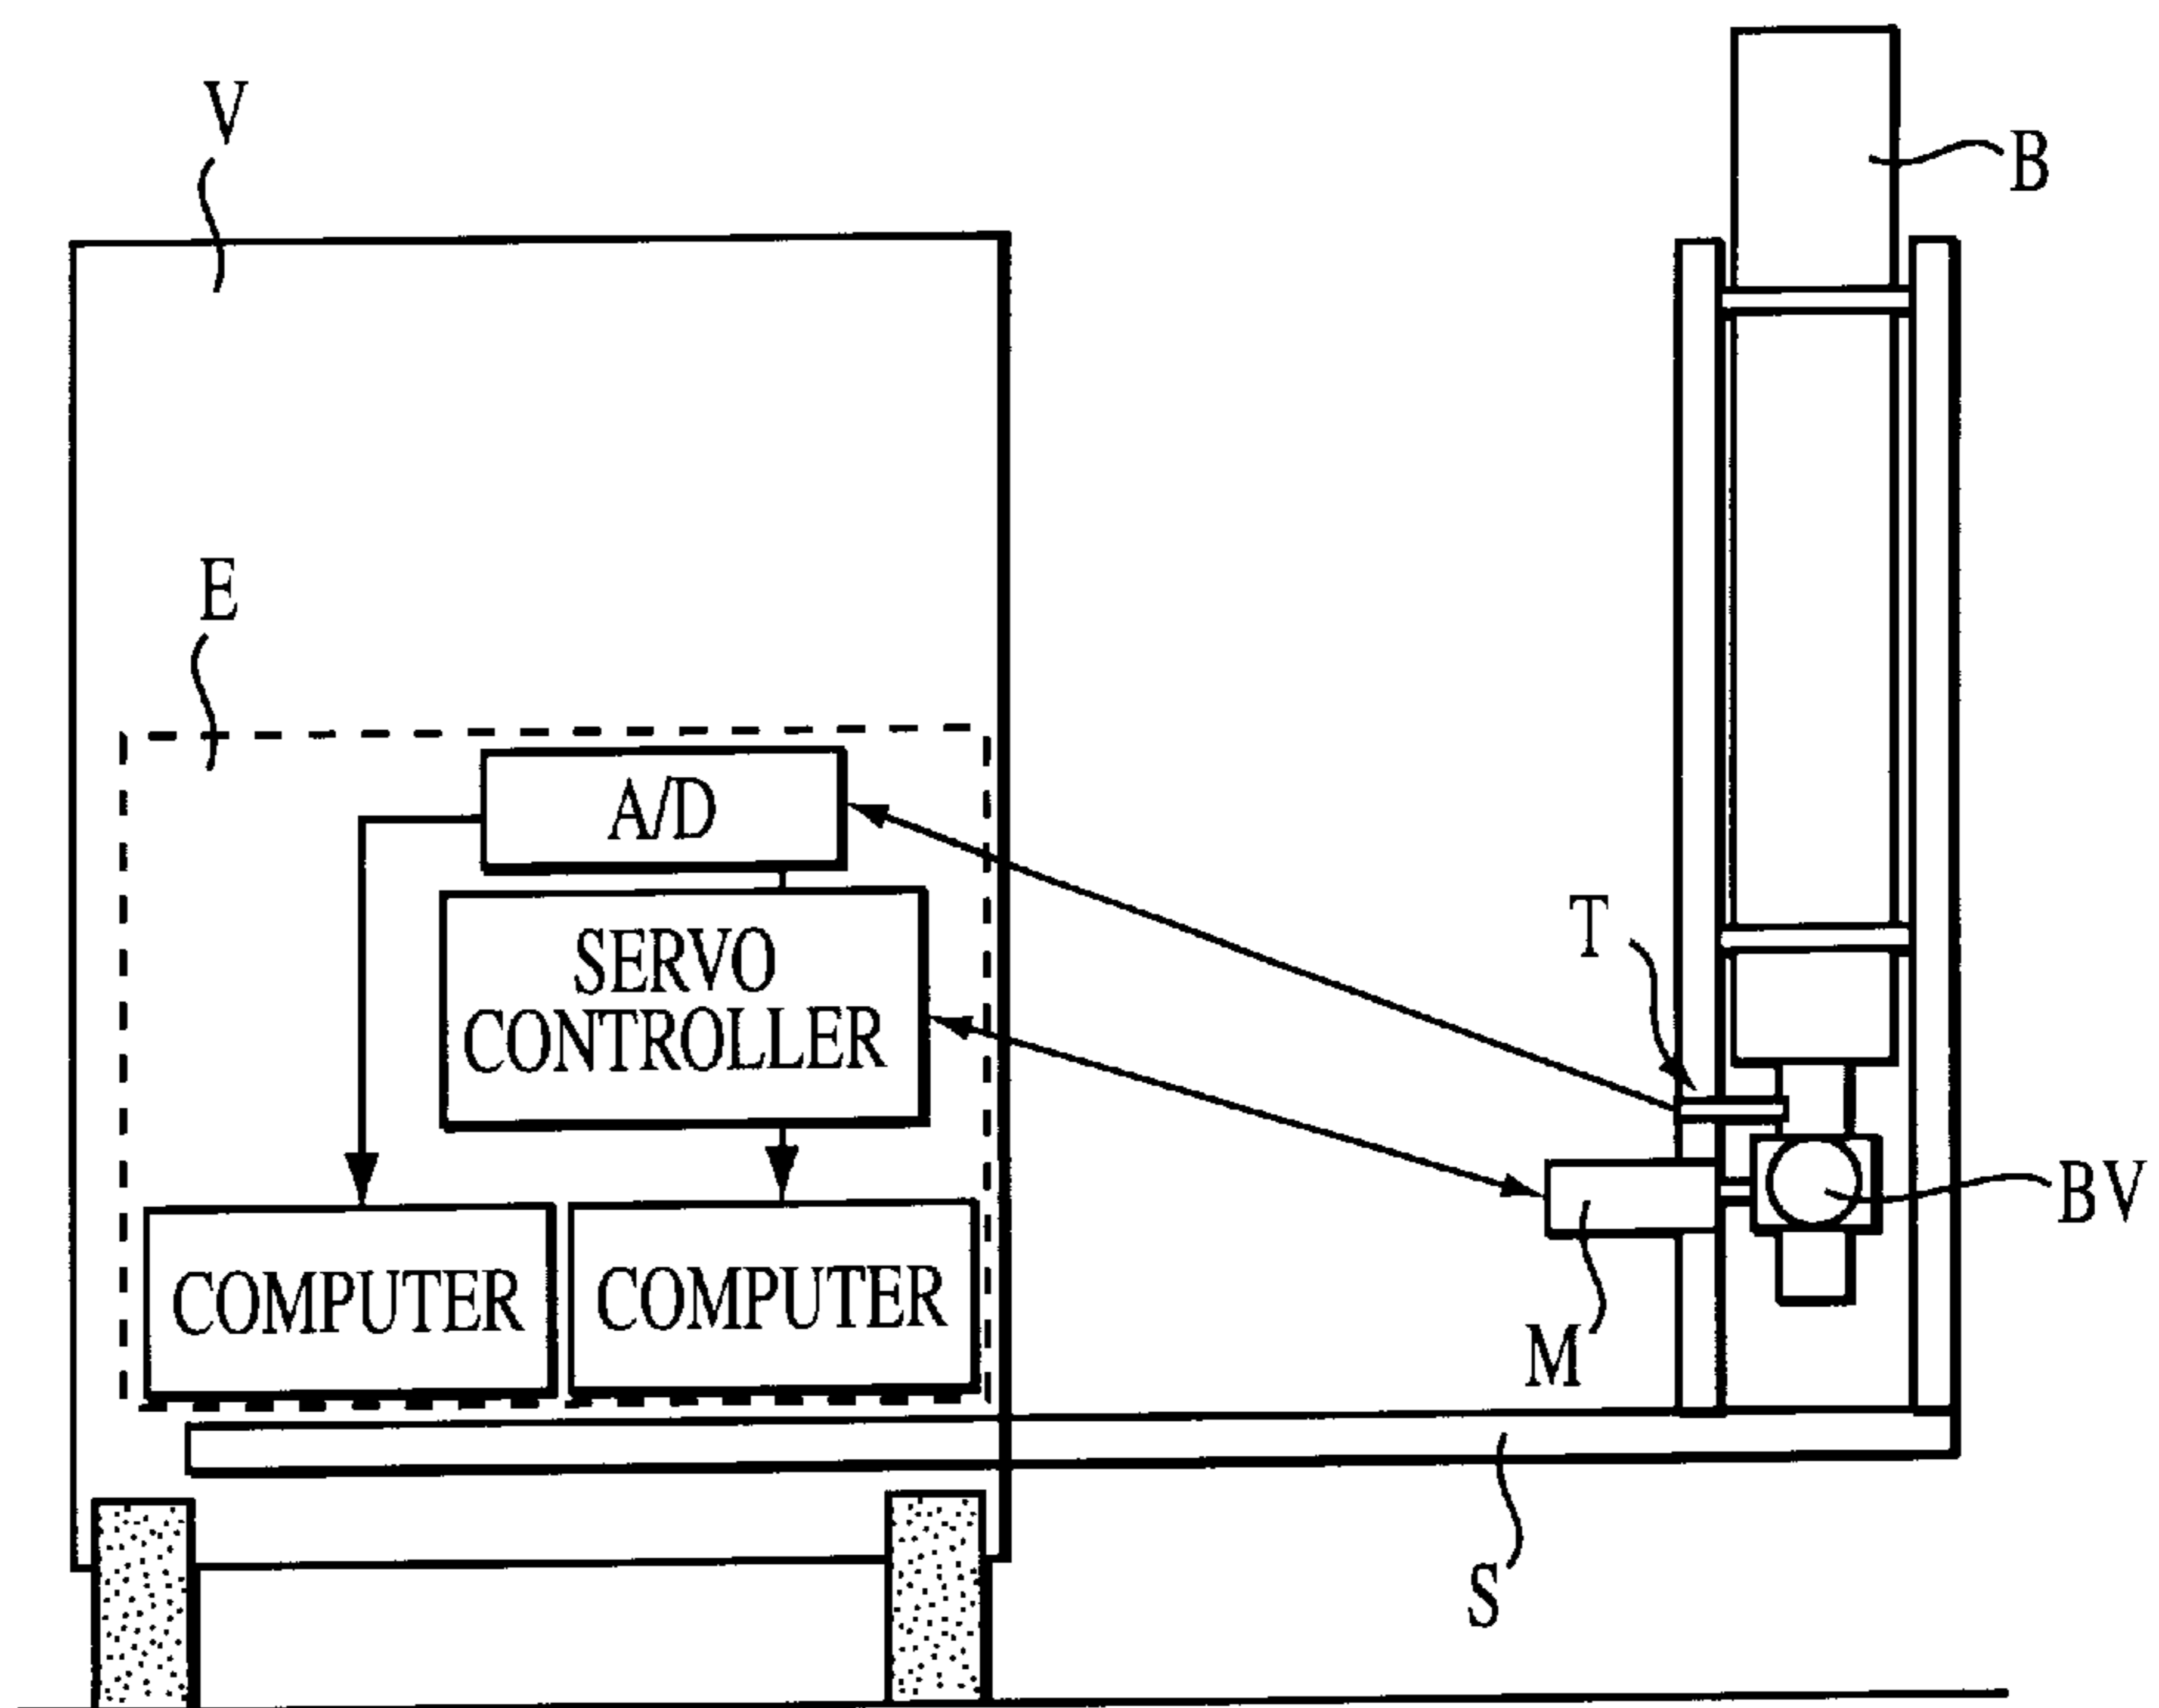 V
B
E
A/D
SERVO
CONTROLLER
T
BV
COMPUTER
COMPUTER
M
S